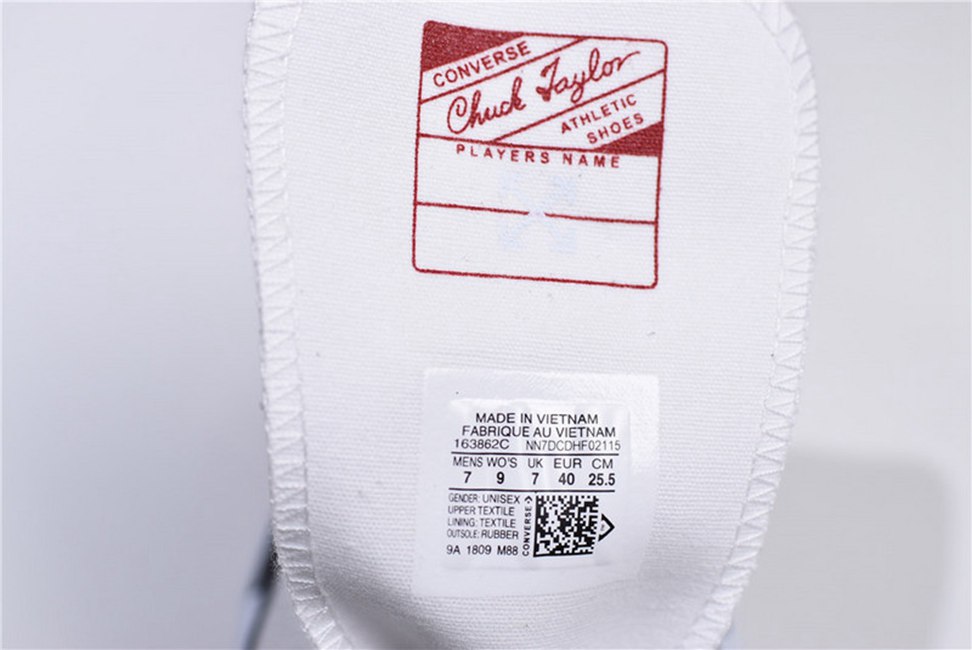 CONVERSE
Chuck Taylor
ATHLETIC
SHOES
PLAYERS NAME
MADE IN VIETNAM
FABRIQUE AU VIETNAM
163862C NN7DCDHF02115
MENS WO'S UK EUR CM
7 9 7 40 25.5
GENDER: UNISEX
UPPER TEXTILE
LINING: TEXTILE
OUTSOLE: RUBBER
9A 1809 M88
CONVERSE